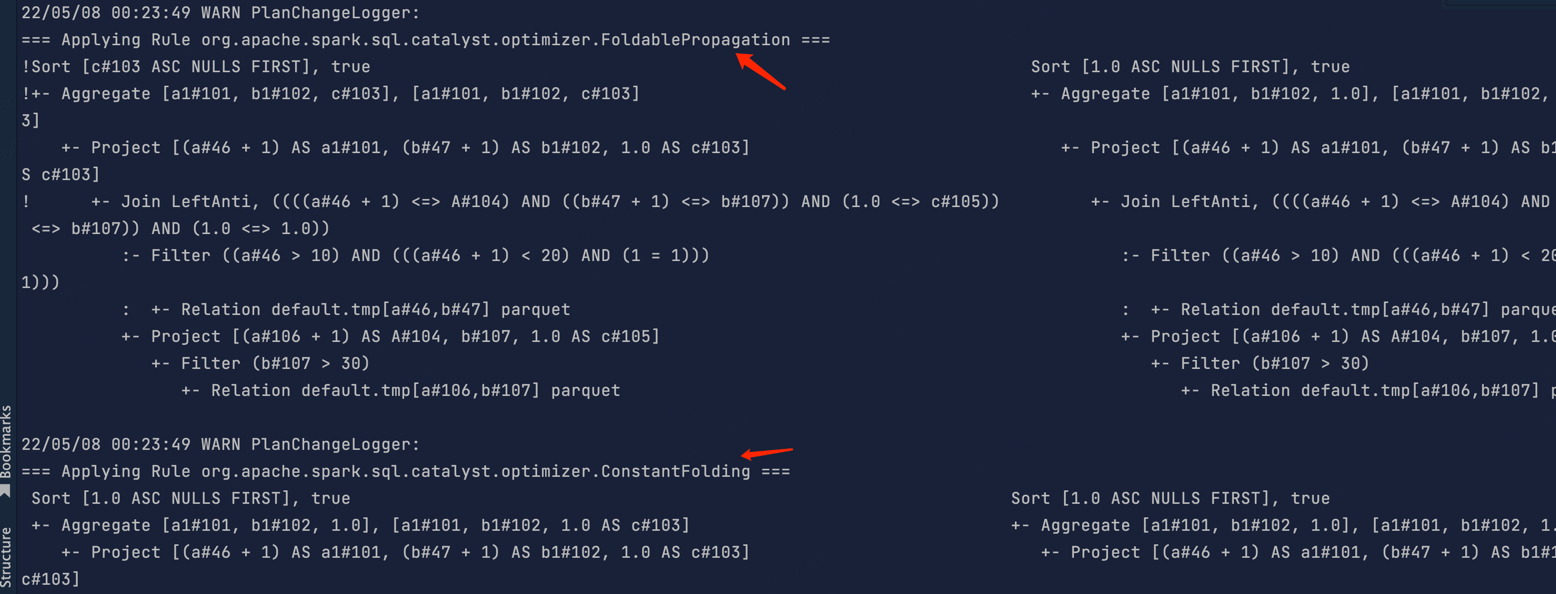 22/05/08 00:23:49 WARN PlanChangeLogger:
=== Applying Rule org.apache.spark.sql.catalyst.optimizer.FoldablePropagation ===
!Sort [c#103 ASC NULLS FIRST], true Sort [1.0 ASC NULLS FIRST], true
!+- Aggregate [a1#101, b1#102, c#103], [a1#101, b1#102, c#103] +- Aggregate [a1#101, b1#102, 1.0], [a1#101, b1#102,
3]
+- Project [(a#46 + 1) AS a1#101, (b#47 + 1) AS b1#102, 1.0 AS c#103] +- Project [(a#46 + 1) AS a1#101, (b#47 + 1) AS b1
S c#103]
! +- Join LeftAnti, ((((a#46 + 1) <=> A#104) AND ((b#47 + 1) <=> b#107)) AND (1.0 <=> c#105)) +- Join LeftAnti, ((((a#46 + 1) <=> A#104) AND
<=> b#107)) AND (1.0 <=> 1.0))
:- Filter ((a#46 > 10) AND (((a#46 + 1) < 20) AND (1 = 1))) :- Filter ((a#46 > 10) AND (((a#46 + 1) < 20
1)))
: +- Relation default.tmp[a#46,b#47] parquet : +- Relation default.tmp[a#46,b#47] parque
+- Project [(a#106 + 1) AS A#104, b#107, 1.0 AS c#105] +- Project [(a#106 + 1) AS A#104, b#107, 1.0
+- Filter (b#107 > 30) +- Filter (b#107 > 30)
+- Relation default.tmp[a#106,b#107] parquet +- Relation default.tmp[a#106,b#107] p
22/05/08 00:23:49 WARN PlanChangeLogger:
=== Applying Rule org.apache.spark.sql.catalyst.optimizer.ConstantFolding ===
Sort [1.0 ASC NULLS FIRST], true Sort [1.0 ASC NULLS FIRST], true
+- Aggregate [a1#101, b1#102, 1.0], [a1#101, b1#102, 1.0 AS c#103] +- Aggregate [a1#101, b1#102, 1.0], [a1#101, b1#102, 1.
+- Project [(a#46 + 1) AS a1#101, (b#47 + 1) AS b1#102, 1.0 AS c#103] +- Project [(a#46 + 1) AS a1#101, (b#47 + 1) AS b1#1
c#103]
Bookmarks
Structure